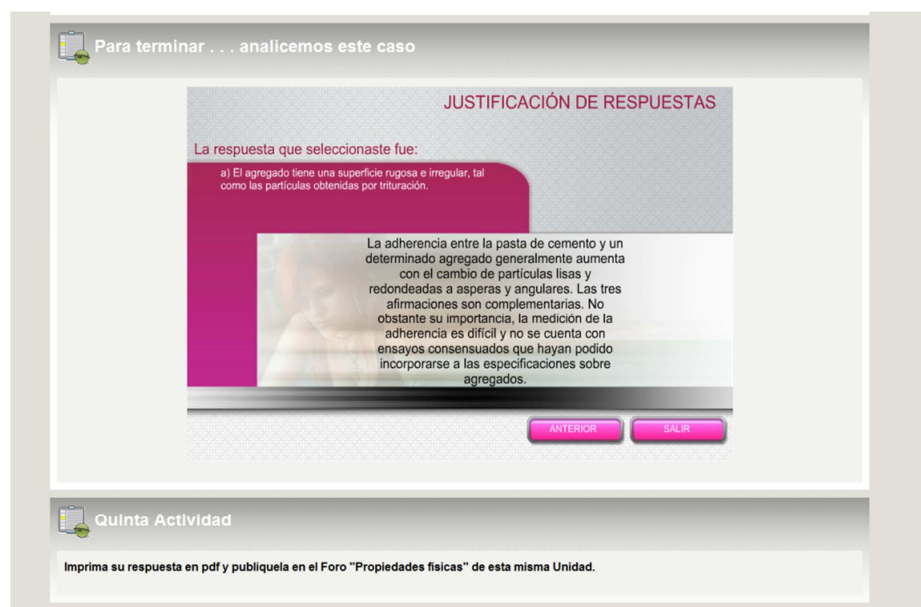 Para terminar . . . analicemos este caso
JUSTIFICACIÓN DE RESPUESTAS
La respuesta que seleccionaste fue:
a) El agregado tiene una superficie rugosa e irregular, tal
como las partículas obtenidas por trituración.
La adherencia entre la pasta de cemento y un
determinado agregado generalmente aumenta
con el cambio de partículas lisas y
redondeadas a asperas y angulares. Las tres
afirmaciones son complementarias. No
obstante su importancia, la medición de la
adherencia es difícil y no se cuenta con
ensayos consensuados que hayan podido
incorporarse a las especificaciones sobre
agregados.
ANTERIOR
SALIR
Quinta Actividad
Imprima su respuesta en pdf y publiquela en el Foro "Propiedades fisicas" de esta misma Unidad.